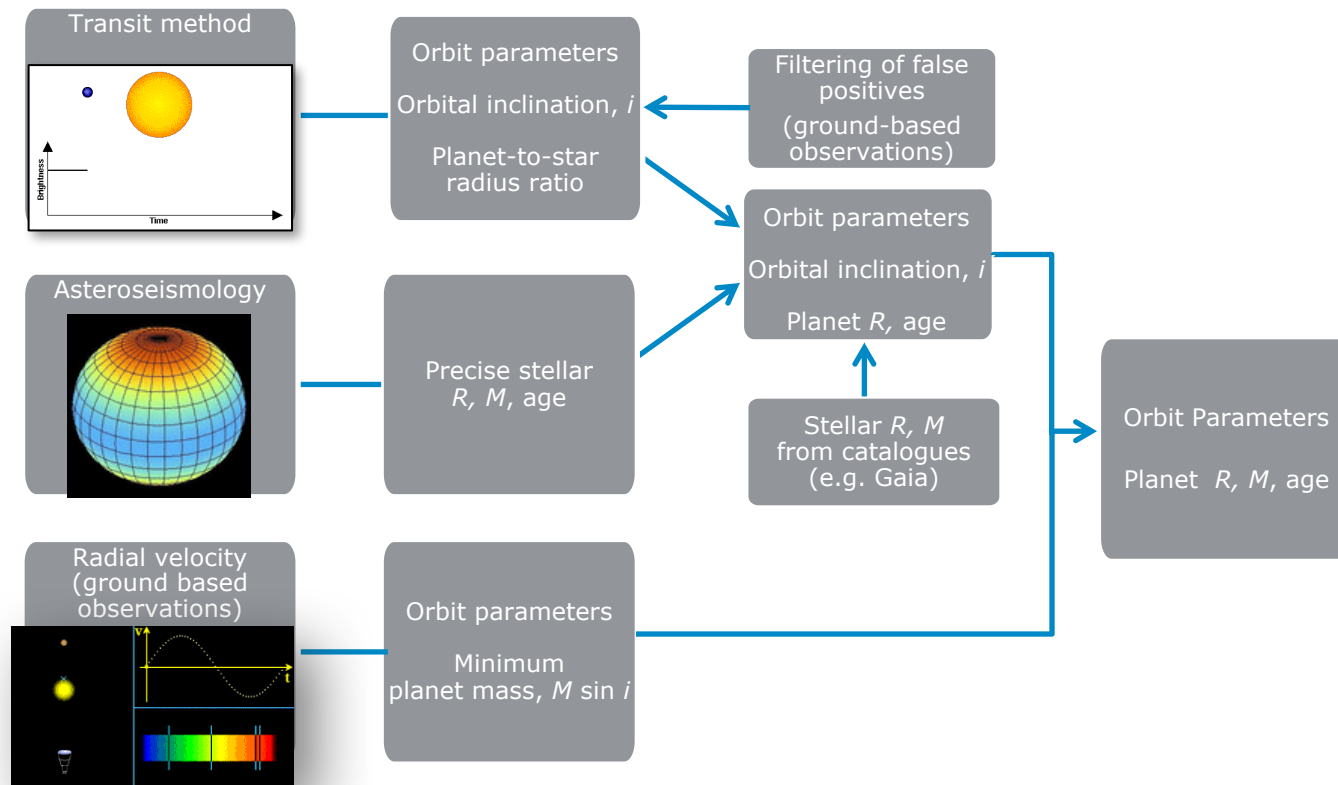 Transit method
Brightness
Time
Orbit parameters
Orbital inclination, i
Planet-to-star
radius ratio
Filtering of false
positives
(ground-based
observations)
Orbit parameters
Orbital inclination, i
Planet R, age
Asteroseismology
Precise stellar
R, M, age
Stellar R, M
from catalogues
(e.g. Gaia)
Orbit Parameters
Planet R, M, age
Radial velocity
(ground based
observations)
v
t
Orbit parameters
Minimum
planet mass, M sin i